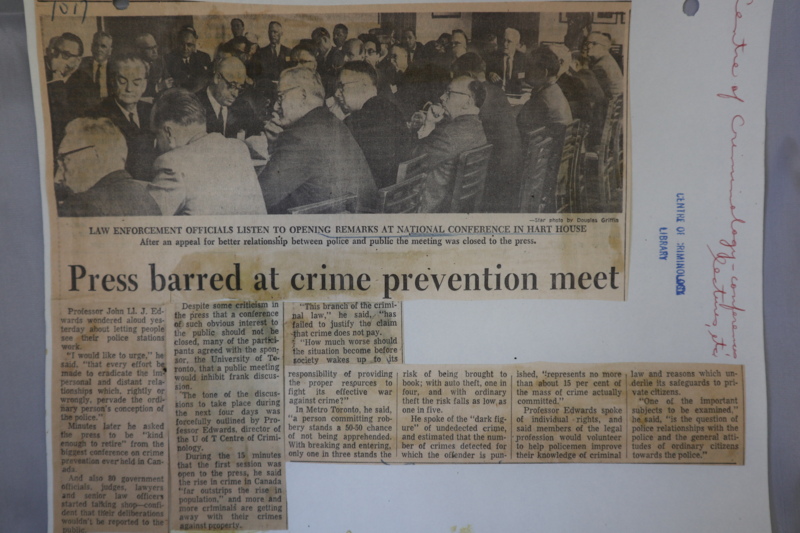 1017
—Star photo by Douglas Griffin
LAW ENFORCEMENT OFFICIALS LISTEN TO OPENING REMARKS AT NATIONAL CONFERENCE IN HART HOUSE
After an appeal for better relationship between police and public the meeting was closed to the press.
Press barred at crime prevention meet
Professor John Ll. J. Ed-
wards wondered aloud yes-
terday about letting people
see their police stations
work.
"I would like to urge," he
said, "that every effort be
made to eradicate the im-
personal and distant rela-
tionships which, rightly or
wrongly, pervade the ordi-
nary person's conception of
the police."
Minutes later he asked
the press to be "kind
enough to retire" from the
biggest conference on crime
prevention ever held in Can-
ada.
And also 80 government
officials, judges, lawyers
and senior law officers
started talking shop—confi-
dent that their deliberations
wouldn't be reported to the
public.
Despite some criticism in
the press that a conference
of such obvious interest to
the public should not be
closed, many of the partici-
pants agreed with the spon-
sor, the University of To-
ronto, that a public meeting
would inhibit frank discus-
sion.
The tone of the discus-
sions to take place during
the next four days was
forcefully outlined by Pro-
fessor Edwards, director of
the U of T Centre of Crimi-
nology.
During the 15 minutes
that the first session was
open to the press, he said
the rise in crime in Canada
"far outstrips the rise in
population," and more and
more criminals are getting
away with their crimes
against property.
"This branch of the crimi-
nal law," he said, "has
failed to justify the claim
that crime does not pay.
"How much worse should
the situation become before
society wakes up to its
responsibility of providing
the proper resources to
fight its effective war
against crime?"
In Metro Toronto, he said,
"a person committing rob-
bery stands a 50-50 chance
of not being apprehended.
With breaking and entering,
only one in three stands the
risk of being brought to
book; with auto theft, one in
four, and with ordinary
theft the risk falls as low as
one in five.
He spoke of the "dark fig-
ure" of undedected crime,
and estimated that the num-
ber of crimes detected for
which the offender is pun-
ished, "represents no more
than about 15 per cent of
the mass of crime actually
committed."
Professor Edwards spoke
of individual rights, and
said members of the legal
profession would volunteer
to help policemen improve
their knowledge of criminal
law and reasons which un-
derlie its safeguards to pri-
vate citizens.
"One of the important
subjects to be examined,"
he said, "is the question of
police relationships with the
police and the general atti-
tudes of ordinary citizens
towards the police."
CENTRE OF CRIMINOLOGY
LIBRARY
Centre of Criminology - conferences
lectures, etc